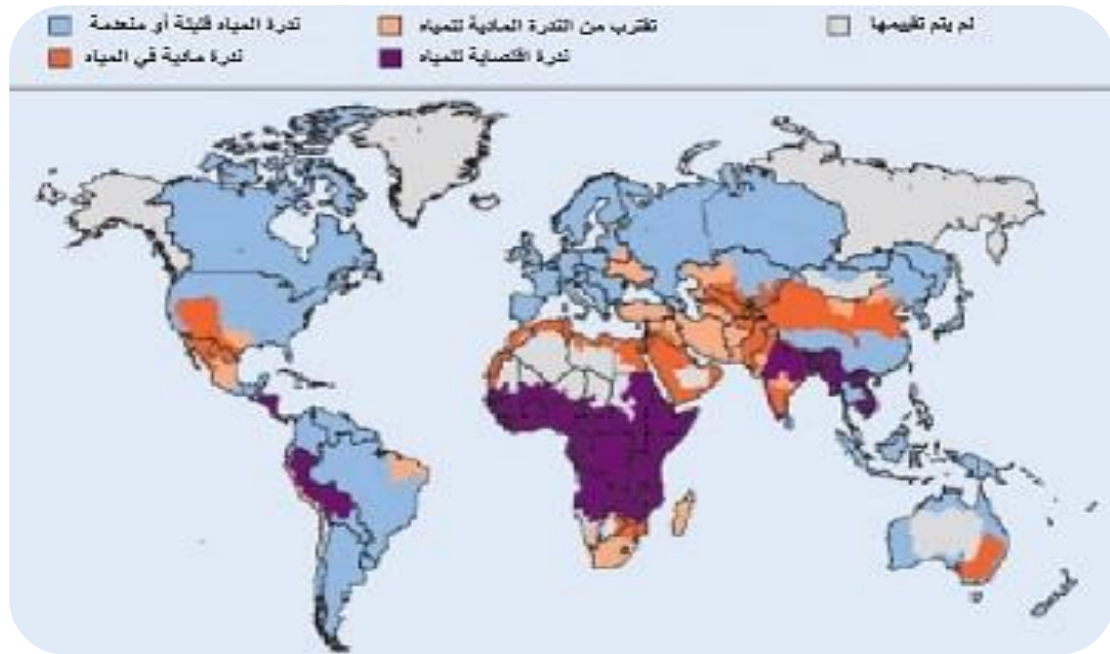 لم يتم تقييمها
تقترب من الندرة المادية للمياه
ندرة المياه قليلة أو منعدمة
ندرة اقتصاية للمياه
ندرة مادية في المياه